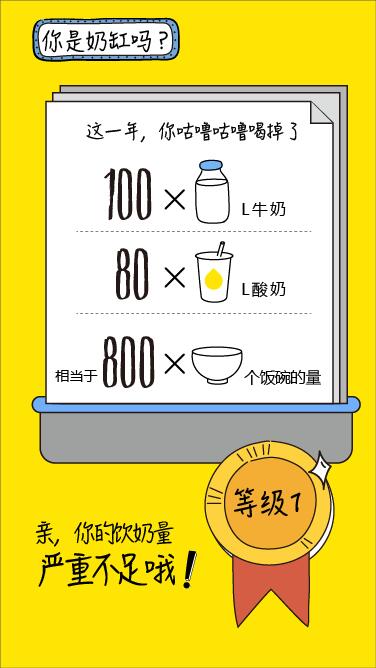 你是奶缸吗？
这一年，你咕噜咕噜喝掉了
100 × L牛奶
80 × L酸奶
相当于 800 × 个饭碗的量
等级1
亲，你的饮奶量
严重不足哦！